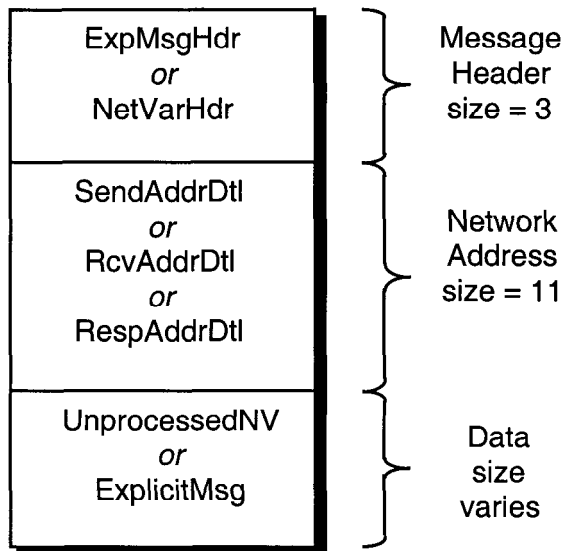 ExpMsgHdr
or
NetVarHdr
Message
Header
size = 3
SendAddrDtl
or
RcvAddrDtl
or
RespAddrDtl
Network
Address
size = 11
UnprocessedNV
or
ExplicitMsg
Data
size
varies